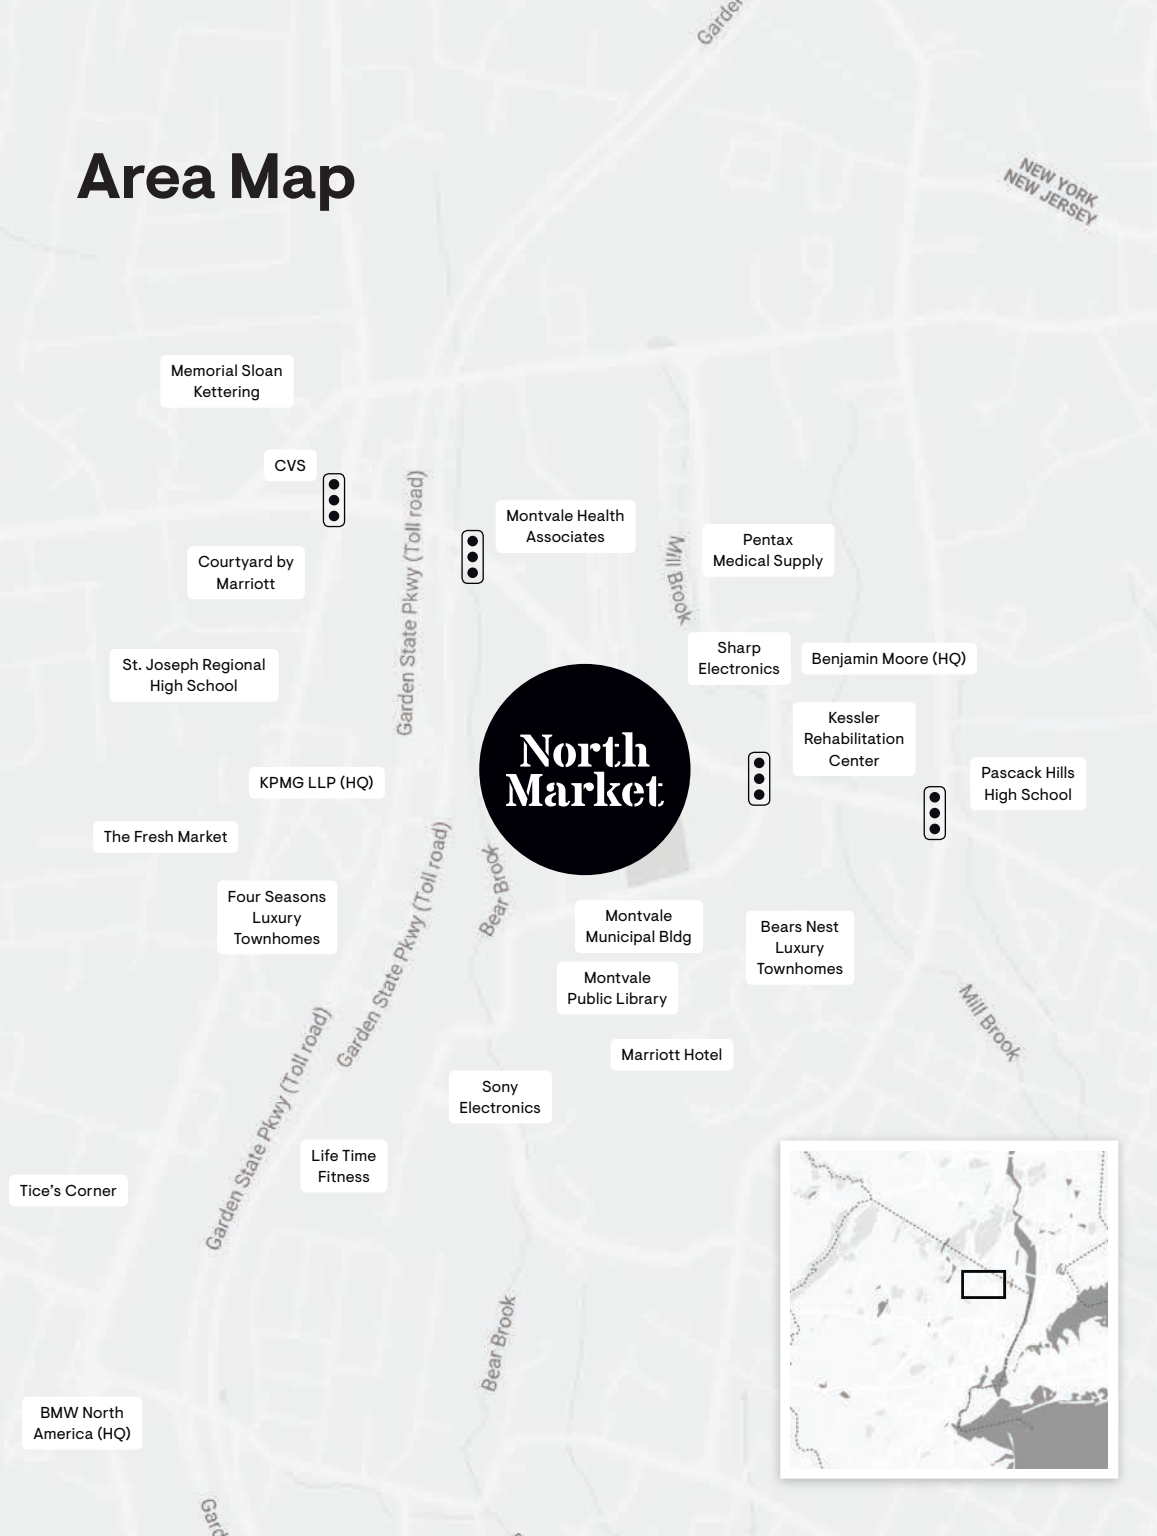 Garden
Area Map
NEW YORK
NEW JERSEY
Memorial Sloan
Kettering
CVS
Garden State Pkwy (Toll road)
Montvale Health
Associates
Mill Brook
Pentax
Medical Supply
Courtyard by
Marriott
Sharp
Electronics
Benjamin Moore (HQ)
St. Joseph Regional
High School
North
Market
Kessler
Rehabilitation
Center
Pascack Hills
High School
KPMG LLP (HQ)
The Fresh Market
Garden State Pkwy (Toll road)
Bear Brook
Four Seasons
Luxury
Townhomes
Montvale
Municipal Bldg
Bears Nest
Luxury
Townhomes
Montvale
Public Library
Mill Brook
Garden State Pkwy (Toll road)
Marriott Hotel
Sony
Electronics
Life Time
Fitness
Tice's Corner
Bear Brook
BMW North
America (HQ)
Gard